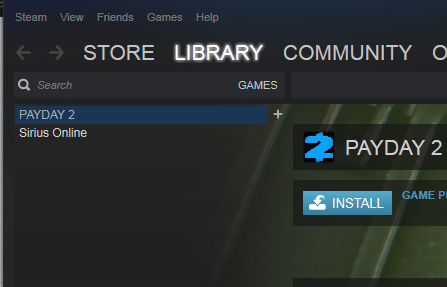 Steam View Friends Games Help
STORE LIBRARY COMMUNITY
Search GAMES
PAYDAY 2 +
Sirius Online
PAYDAY 2
INSTALL GAME